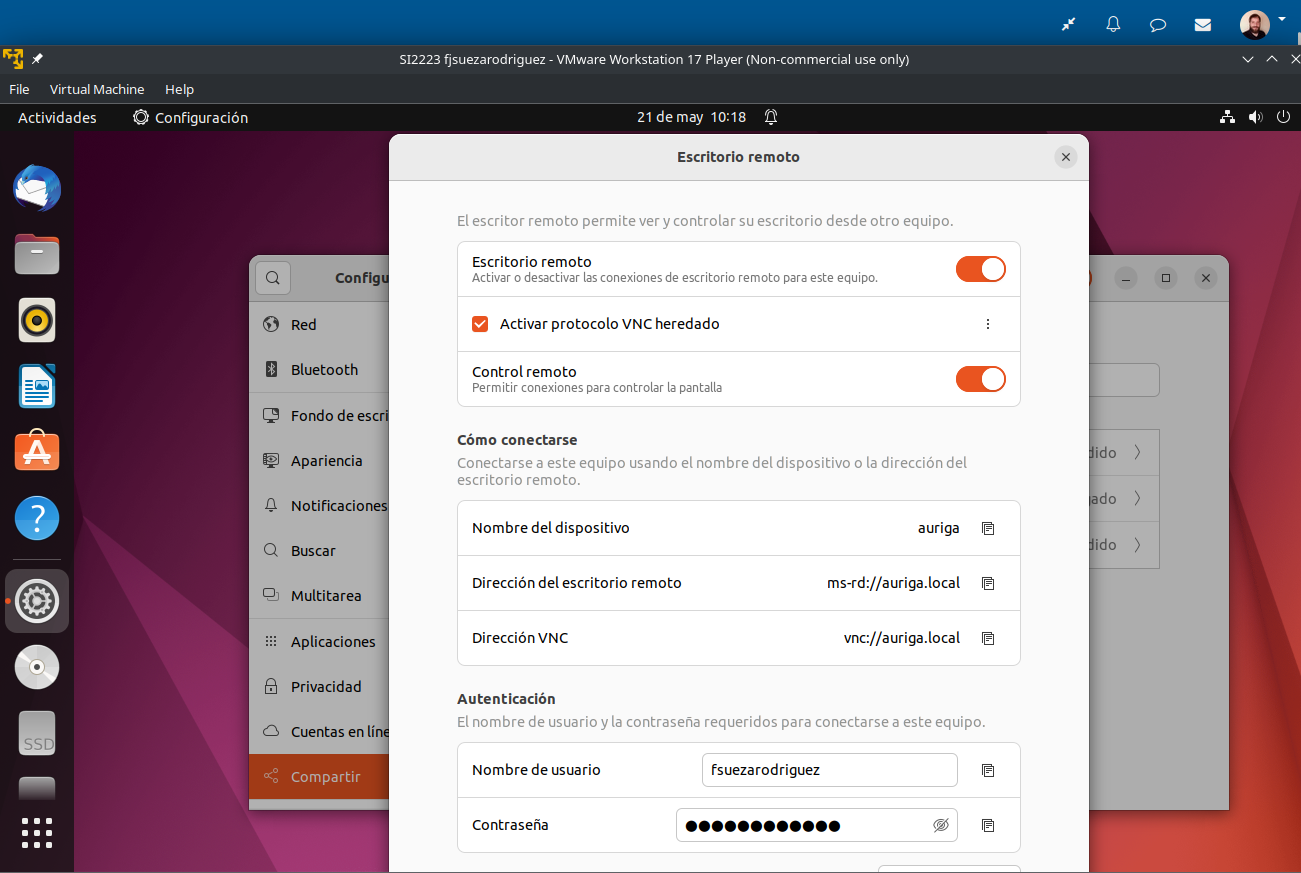 SI2223 fjsuezarodriguez - VMware Workstation 17 Player (Non-commercial use only)
File Virtual Machine Help
Actividades Configuración 21 de may 10:18
Escritorio remoto
El escritor remoto permite ver y controlar su escritorio desde otro equipo.
Escritorio remoto
Activar o desactivar las conexiones de escritorio remoto para este equipo.
Activar protocolo VNC heredado
Control remoto
Permitir conexiones para controlar la pantalla
Cómo conectarse
Conectarse a este equipo usando el nombre del dispositivo o la dirección del
escritorio remoto.
Nombre del dispositivo auriga
Dirección del escritorio remoto ms-rd://auriga.local
Dirección VNC vnc://auriga.local
Autenticación
El nombre de usuario y la contraseña requeridos para conectarse a este equipo.
Nombre de usuario fsuezarodriguez
Contraseña ●●●●●●●●●●●●
Configu
Red
Bluetooth
Fondo de escri
Apariencia
Notificaciones
Buscar
Multitarea
Aplicaciones
Privacidad
Cuentas en líne
Compartir
dido
gado
dido
SSD